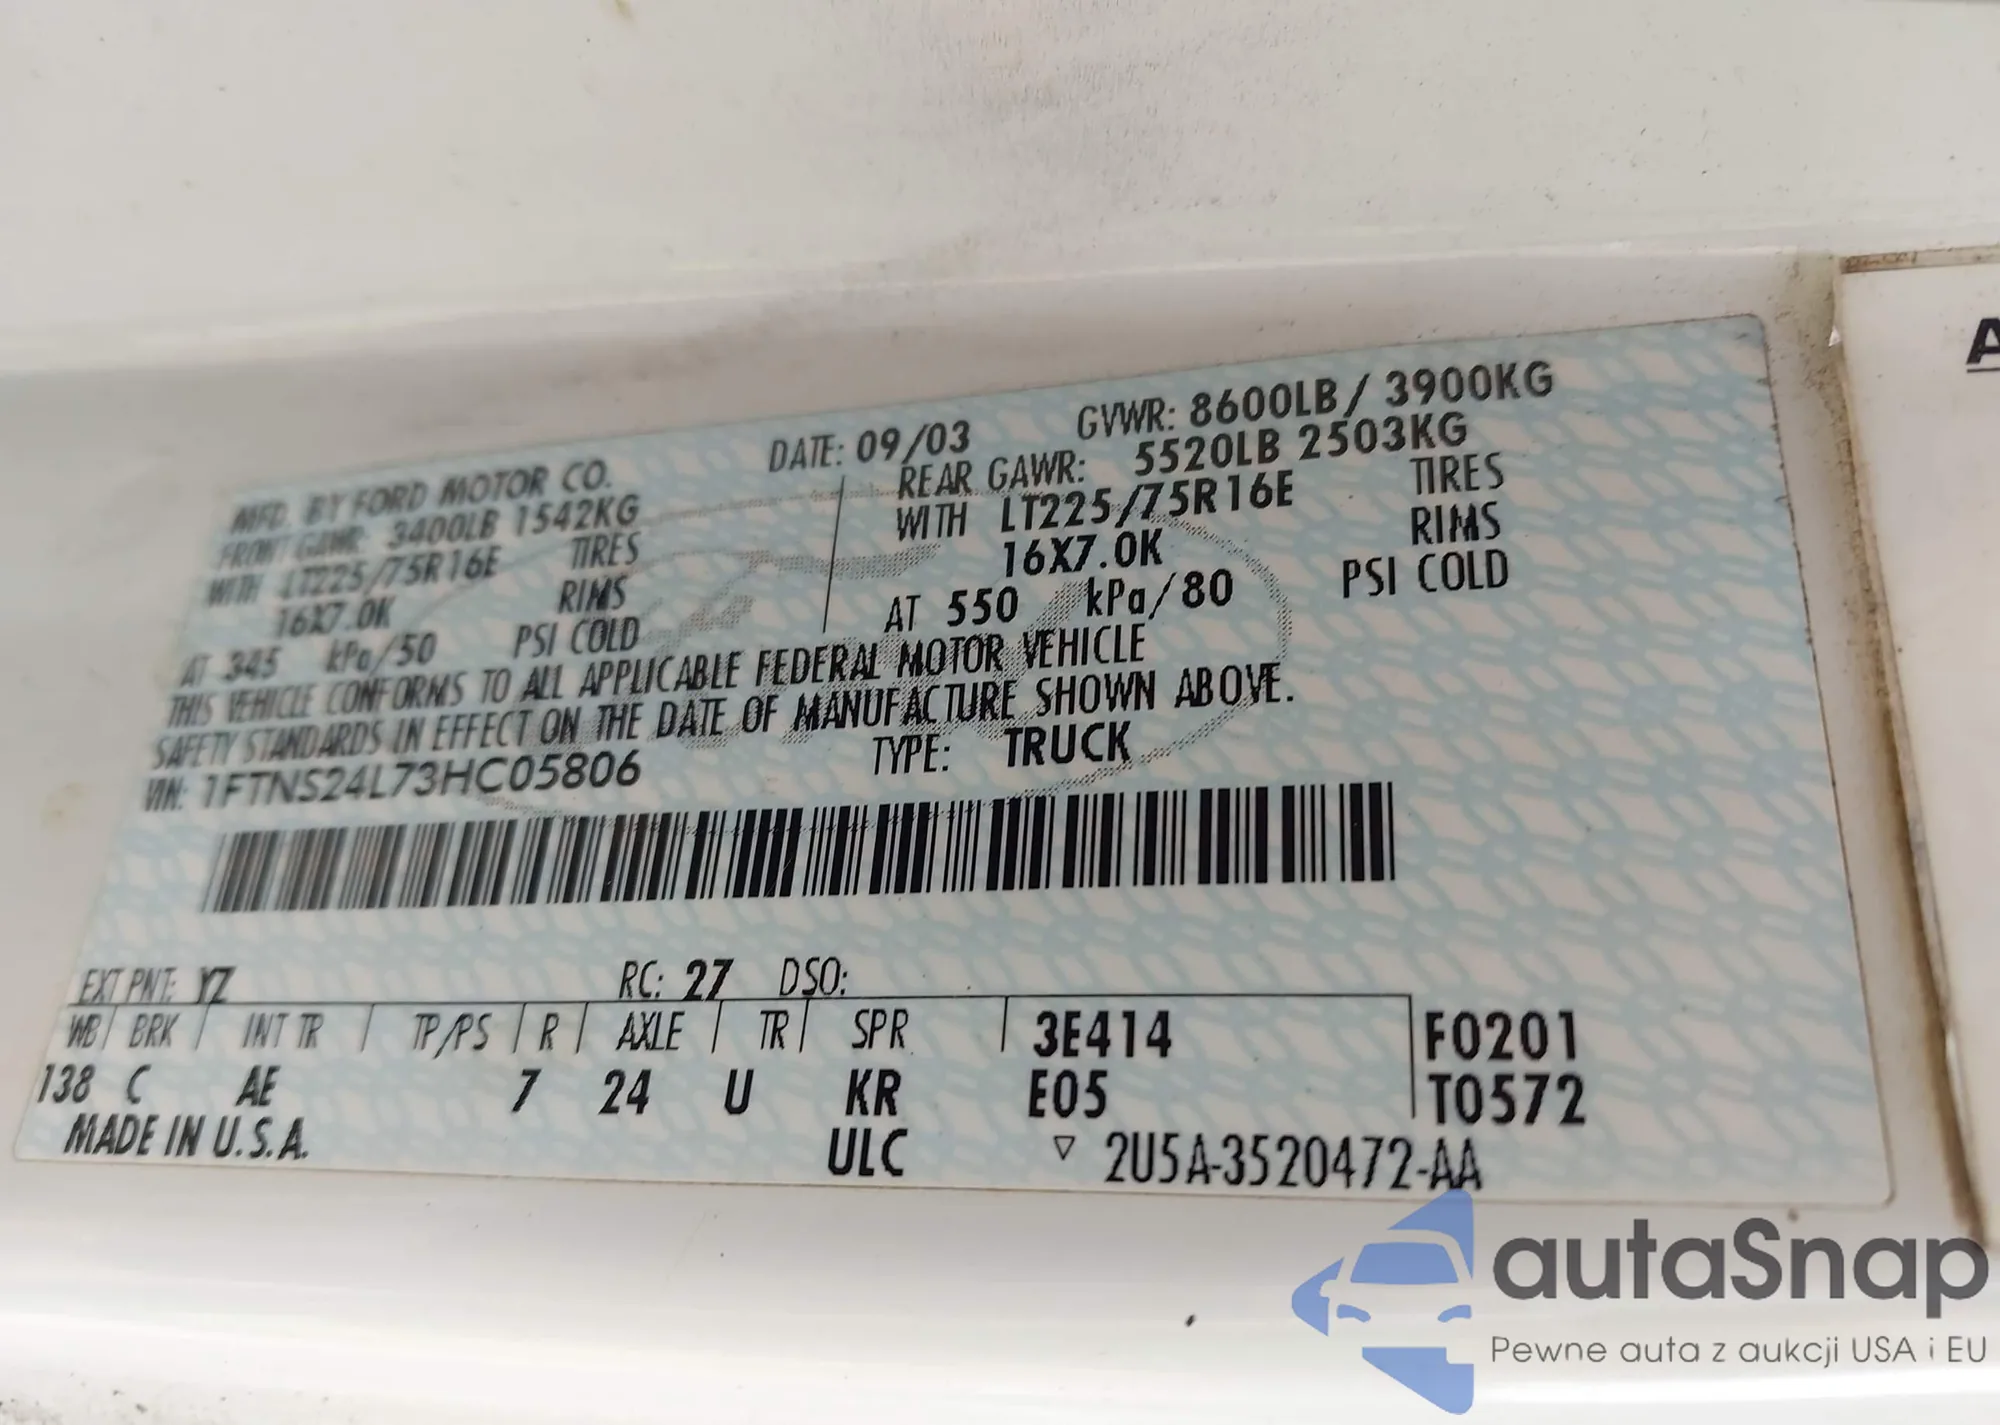 MFD. BY FORD MOTOR CO.
DATE: 09/03
GVWR: 8600LB / 3900KG
FRONT GAWR: 3400LB 1542KG
REAR GAWR: 5520LB 2503KG
WITH LT225/75R16E TIRES
WITH LT225/75R16E TIRES
16X7.0K RIMS
16X7.0K RIMS
AT 345 kPa/50 PSI COLD
AT 550 kPa/80 PSI COLD
THIS VEHICLE CONFORMS TO ALL APPLICABLE FEDERAL MOTOR VEHICLE
SAFETY STANDARDS IN EFFECT ON THE DATE OF MANUFACTURE SHOWN ABOVE.
VIN: 1FTNS24L73HC05806
TYPE: TRUCK
EXT PNT: YZ RC: 27 DSO:
WB BRK INT TR TP/PS R AXLE TR SPR 3E414 F0201
138 C AE 7 24 U KR E05 T0572
MADE IN U.S.A. ULC ▽ 2U5A-3520472-AA
A
autaSnap
Pewne auta z aukcji USA i EU